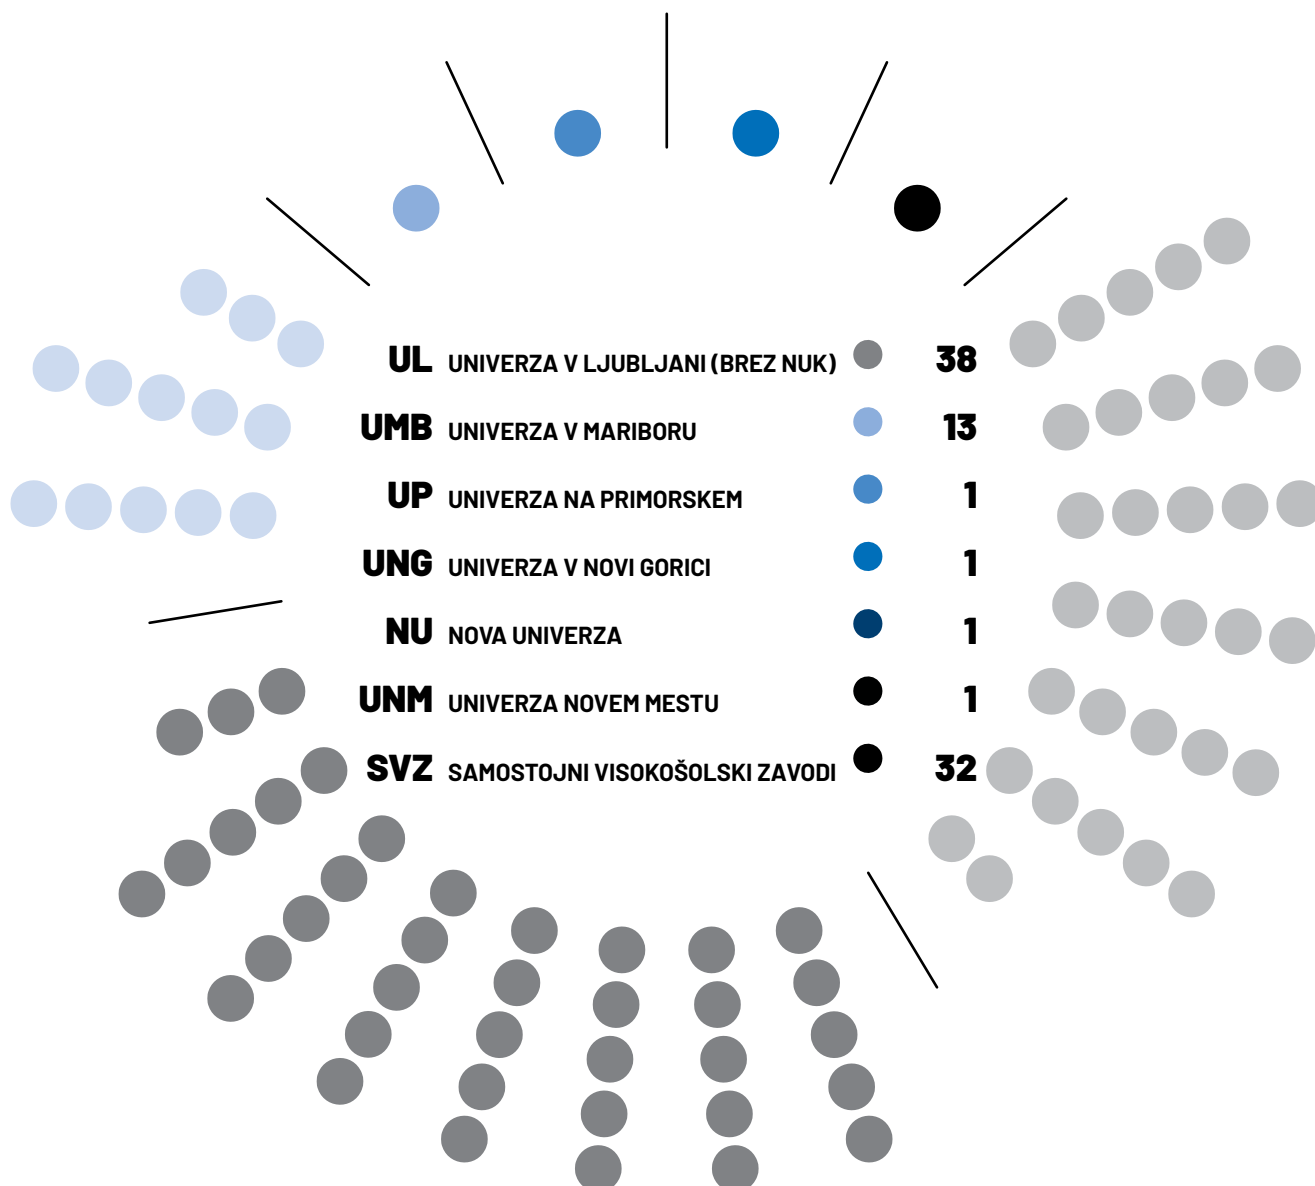 UL UNIVERZA V LJUBLJANI (BREZ NUK) 38
UMB UNIVERZA V MARIBORU 13
UP UNIVERZA NA PRIMORSKEM 1
UNG UNIVERZA V NOVI GORICI 1
NU NOVA UNIVERZA 1
UNM UNIVERZA NOVEM MESTU 1
SVZ SAMOSTOJNI VISOKOŠOLSKI ZAVODI 32